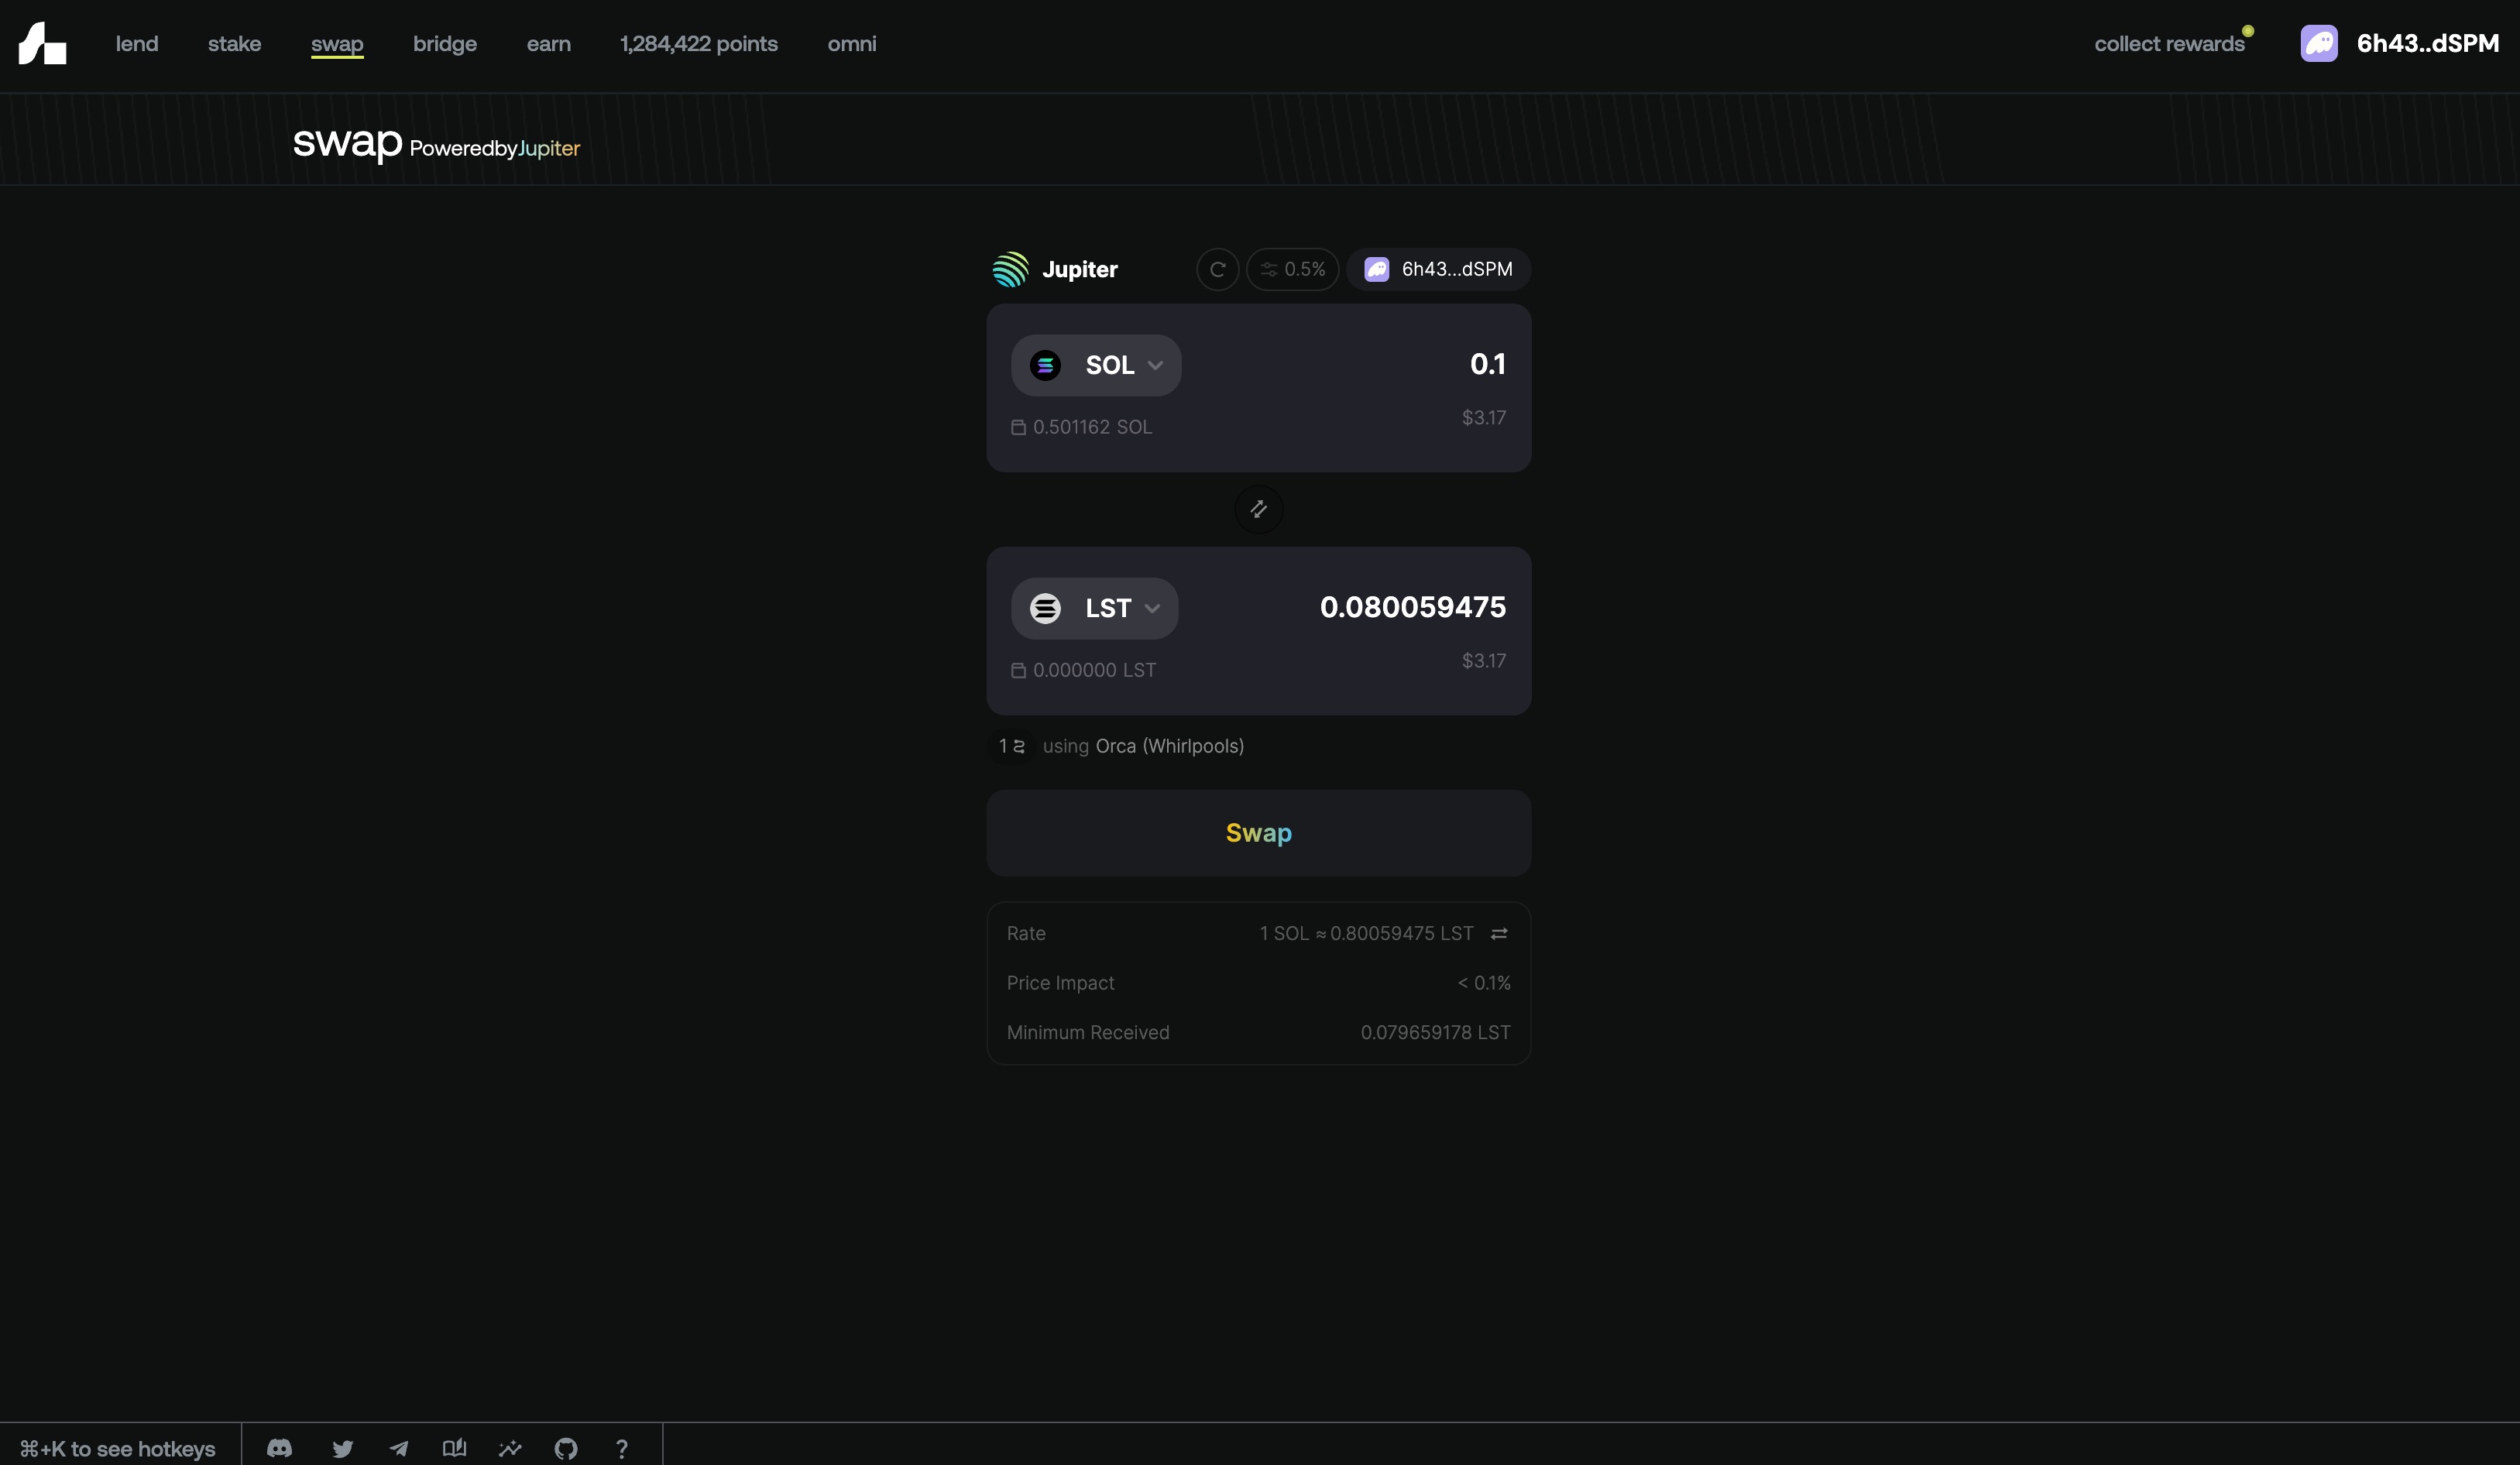 lend stake swap bridge earn 1,284,422 points omni collect rewards 6h43..dSPM
swap PoweredbyJupiter
Jupiter 0.5% 6h43...dSPM
SOL 0.1
0.501162 SOL $3.17
LST 0.080059475
0.000000 LST $3.17
1 using Orca (Whirlpools)
Swap
Rate 1 SOL ≈ 0.80059475 LST
Price Impact < 0.1%
Minimum Received 0.079659178 LST
⌘+K to see hotkeys ?